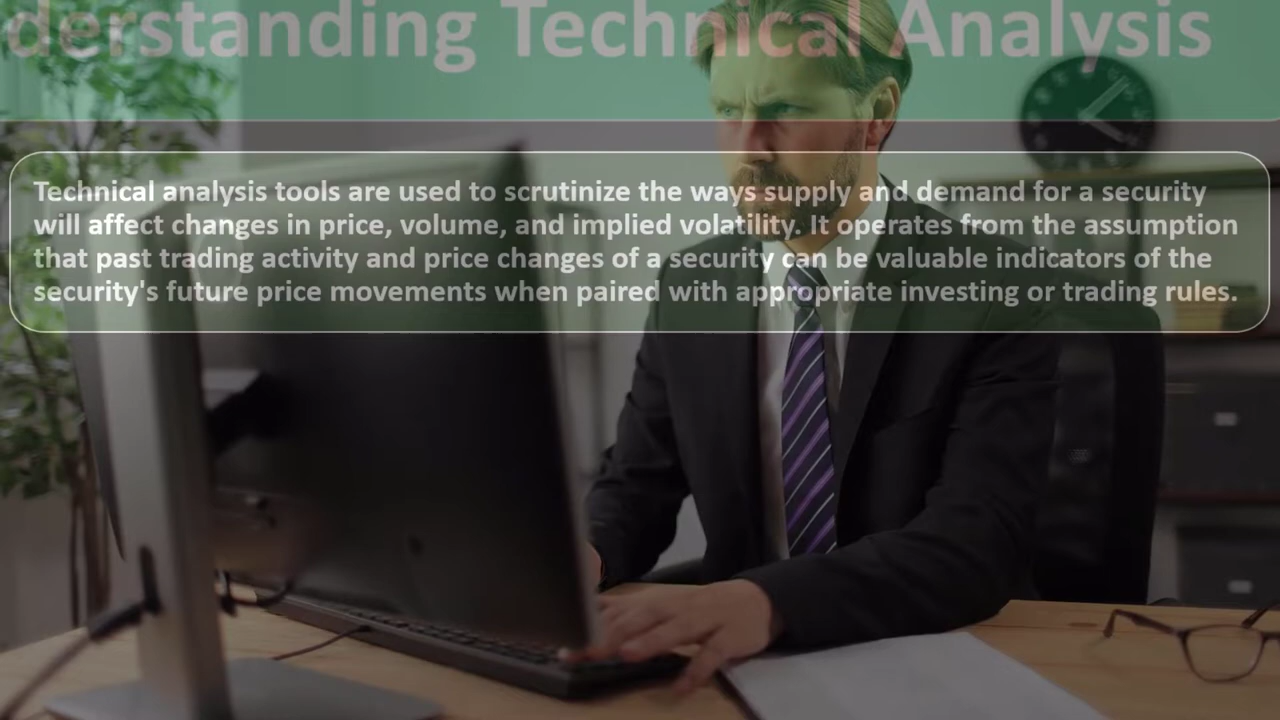 derstanding Technical Analysis
Technical analysis tools are used to scrutinize the ways supply and demand for a security
will affect changes in price, volume, and implied volatility. It operates from the assumption
that past trading activity and price changes of a security can be valuable indicators of the
security's future price movements when paired with appropriate investing or trading rules.